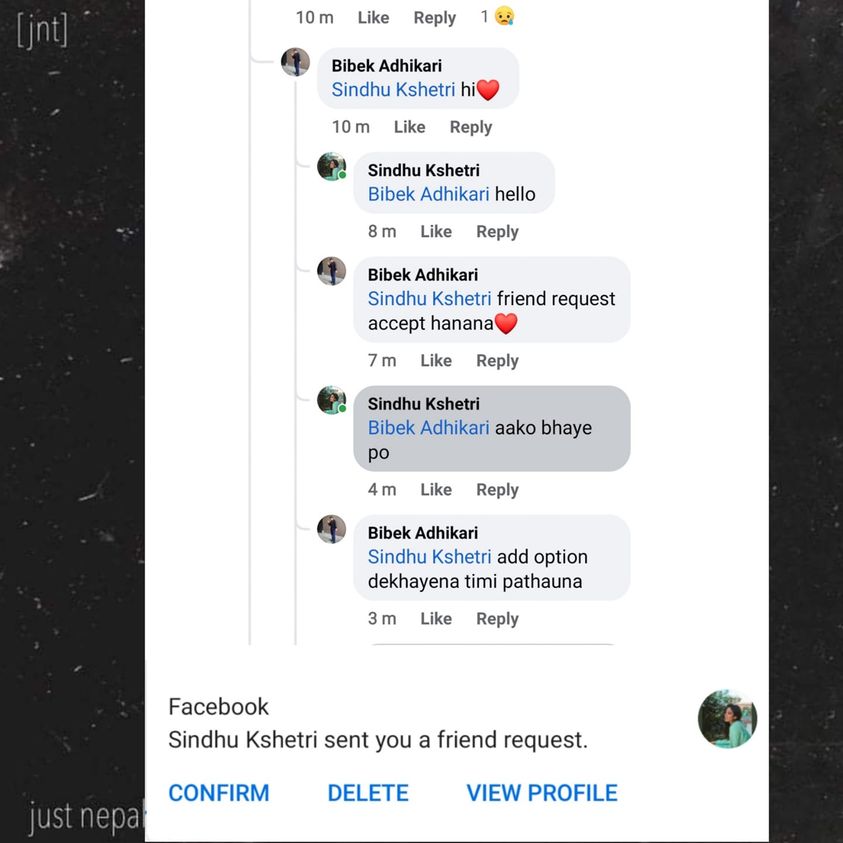 [jnt]
10 m Like Reply 1 😢
Bibek Adhikari
Sindhu Kshetri hi❤️
10 m Like Reply
Sindhu Kshetri
Bibek Adhikari hello
8 m Like Reply
Bibek Adhikari
Sindhu Kshetri friend request
accept hanana❤️
7 m Like Reply
Sindhu Kshetri
Bibek Adhikari aako bhaye
po
4 m Like Reply
Bibek Adhikari
Sindhu Kshetri add option
dekhayena timi pathauna
3 m Like Reply
Facebook
Sindhu Kshetri sent you a friend request.
CONFIRM DELETE VIEW PROFILE
just nepal